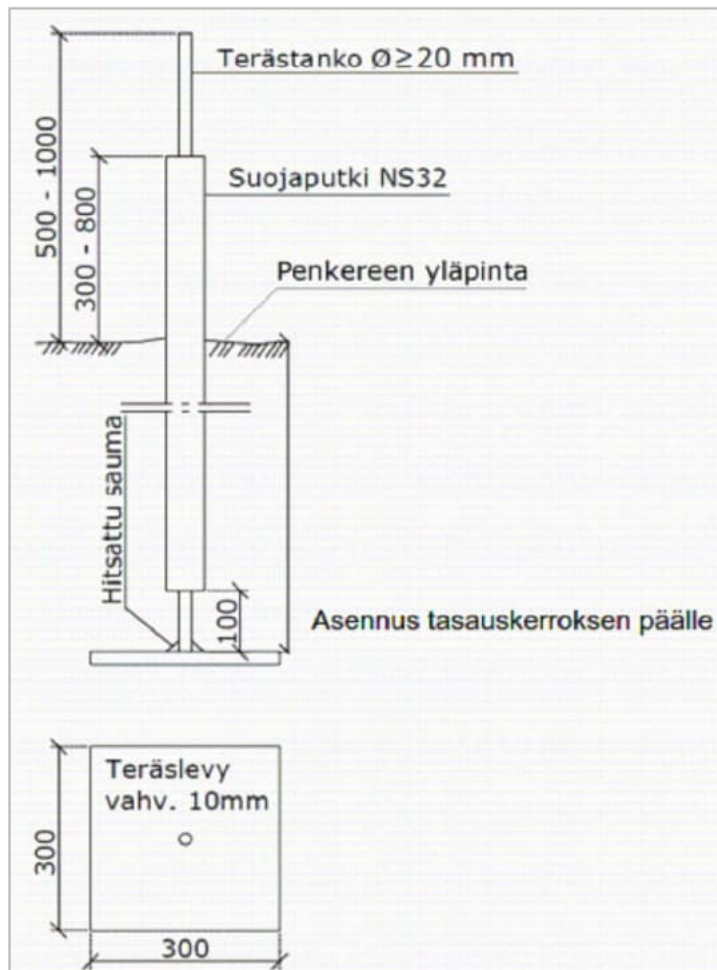 Terästanko Ø≥20 mm
500 - 1000
300 - 800
Suojaputki NS32
Penkereen yläpinta
Hitsattu sauma
100
Asennus tasauskerroksen päälle
Teräslevy
vahv. 10mm
300
300